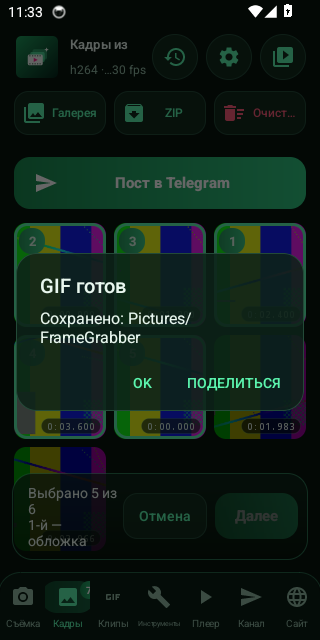 11:33
Кадры из
h264 ·…30 fps
Галерея
ZIP
Очист…
Пост в Telegram
2
3
1
GIF готов
Сохранено: Pictures/
FrameGrabber
OK
ПОДЕЛИТЬСЯ
0:03.600
0:00.000
0:01.983
Выбрано 5 из
6
1-й —
обложка
Отмена
Далее
7
GIF
Съёмка
Кадры
Клипы
Инструменты
Плеер
Канал
Сайт